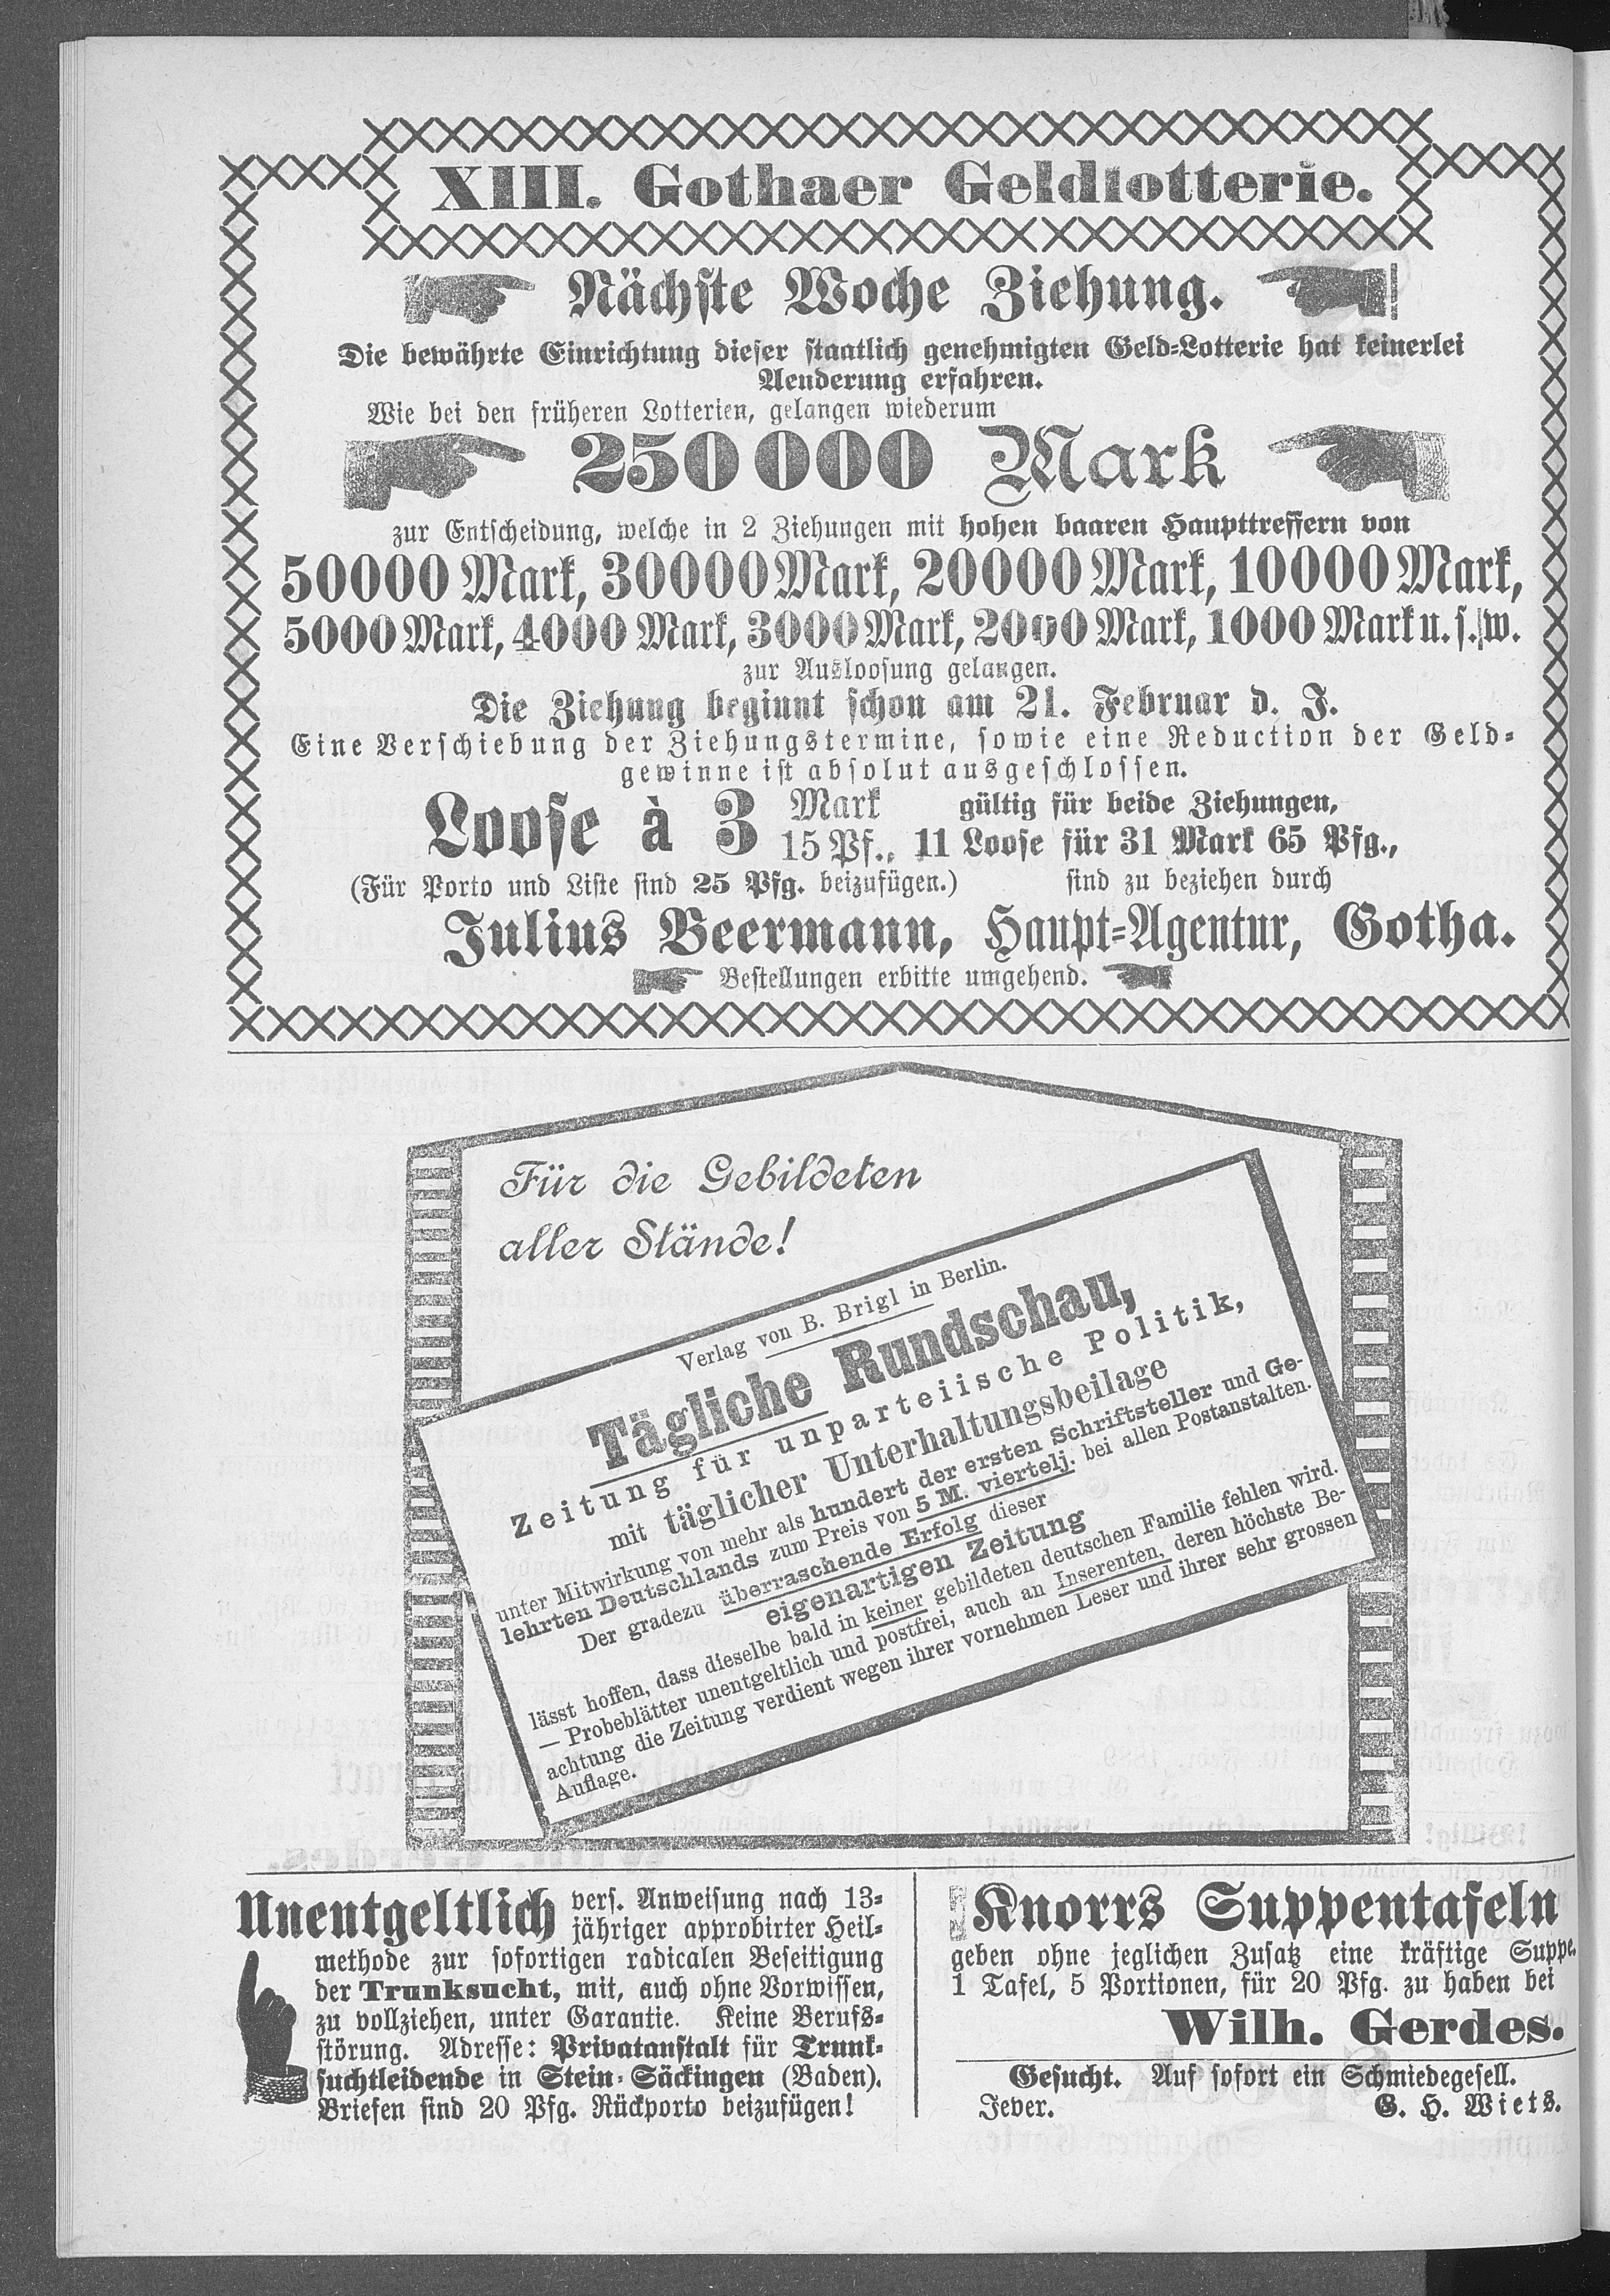 XIII. Gothaer Geldlotterie.
Nächste Woche Ziehung.
Die bewährte Einrichtung dieser staatlich genehmigten Geld-Lotterie hat keinerlei
Aenderung erfahren.
Wie bei den früheren Lotterien, gelangen wiederum
250000 Mark
zur Entscheidung, welche in 2 Ziehungen mit hohen baaren Haupttreffern von
50000 Mark, 30000 Mark, 20000 Mark, 10000 Mark,
5000 Mark, 4000 Mark, 3000 Mark, 2000 Mark, 1000 Mark u. s. w.
zur Ausloosung gelangen.
Die Ziehung beginnt schon am 21. Februar d. J.
Eine Verschiebung der Ziehungstermine, sowie eine Reduction der Geld-
gewinne ist absolut ausgeschlossen.
Loose à 3 Mark 15 Pf., gültig für beide Ziehungen,
11 Loose für 31 Mark 65 Pfg.,
(Für Porto und Liste sind 25 Pfg. beizufügen.) sind zu beziehen durch
Julius Beermann, Haupt-Agentur, Gotha.
Bestellungen erbitte umgehend.
Für die Gebildeten
aller Stände!
Verlag von B. Brigl in Berlin.
Tägliche Rundschau,
Zeitung für unparteiische Politik,
mit täglicher Unterhaltungsbeilage
unter Mitwirkung von mehr als hundert der ersten Schriftsteller und Ge-
lehrten Deutschlands zum Preis von 5 M. viertelj. bei allen Postanstalten.
Der gradezu überraschende Erfolg dieser
eigenartigen Zeitung
lässt hoffen, dass dieselbe bald in keiner gebildeten deutschen Familie fehlen wird.
— Probeblätter unentgeltlich und postfrei, auch an Inserenten, deren höchste Be-
achtung die Zeitung verdient wegen ihrer vornehmen Leser und ihrer sehr grossen
Auflage.
Unentgeltlich vers. Anweisung nach 13-
jähriger approbirter Heil-
methode zur sofortigen radicalen Beseitigung
der Trunksucht, mit, auch ohne Vorwissen,
zu vollziehen, unter Garantie. Keine Berufs-
störung. Adresse: Privatanstalt für Trunk-
suchtleidende in Stein-Säckingen (Baden).
Briefen sind 20 Pfg. Rückporto beizufügen!
Knorrs Suppentafeln
geben ohne jeglichen Zusatz eine kräftige Suppe.
1 Tafel, 5 Portionen, für 20 Pfg. zu haben bei
Wilh. Gerdes.
Gesucht. Auf sofort ein Schmiedegesell.
Jever. G. H. Wiets.